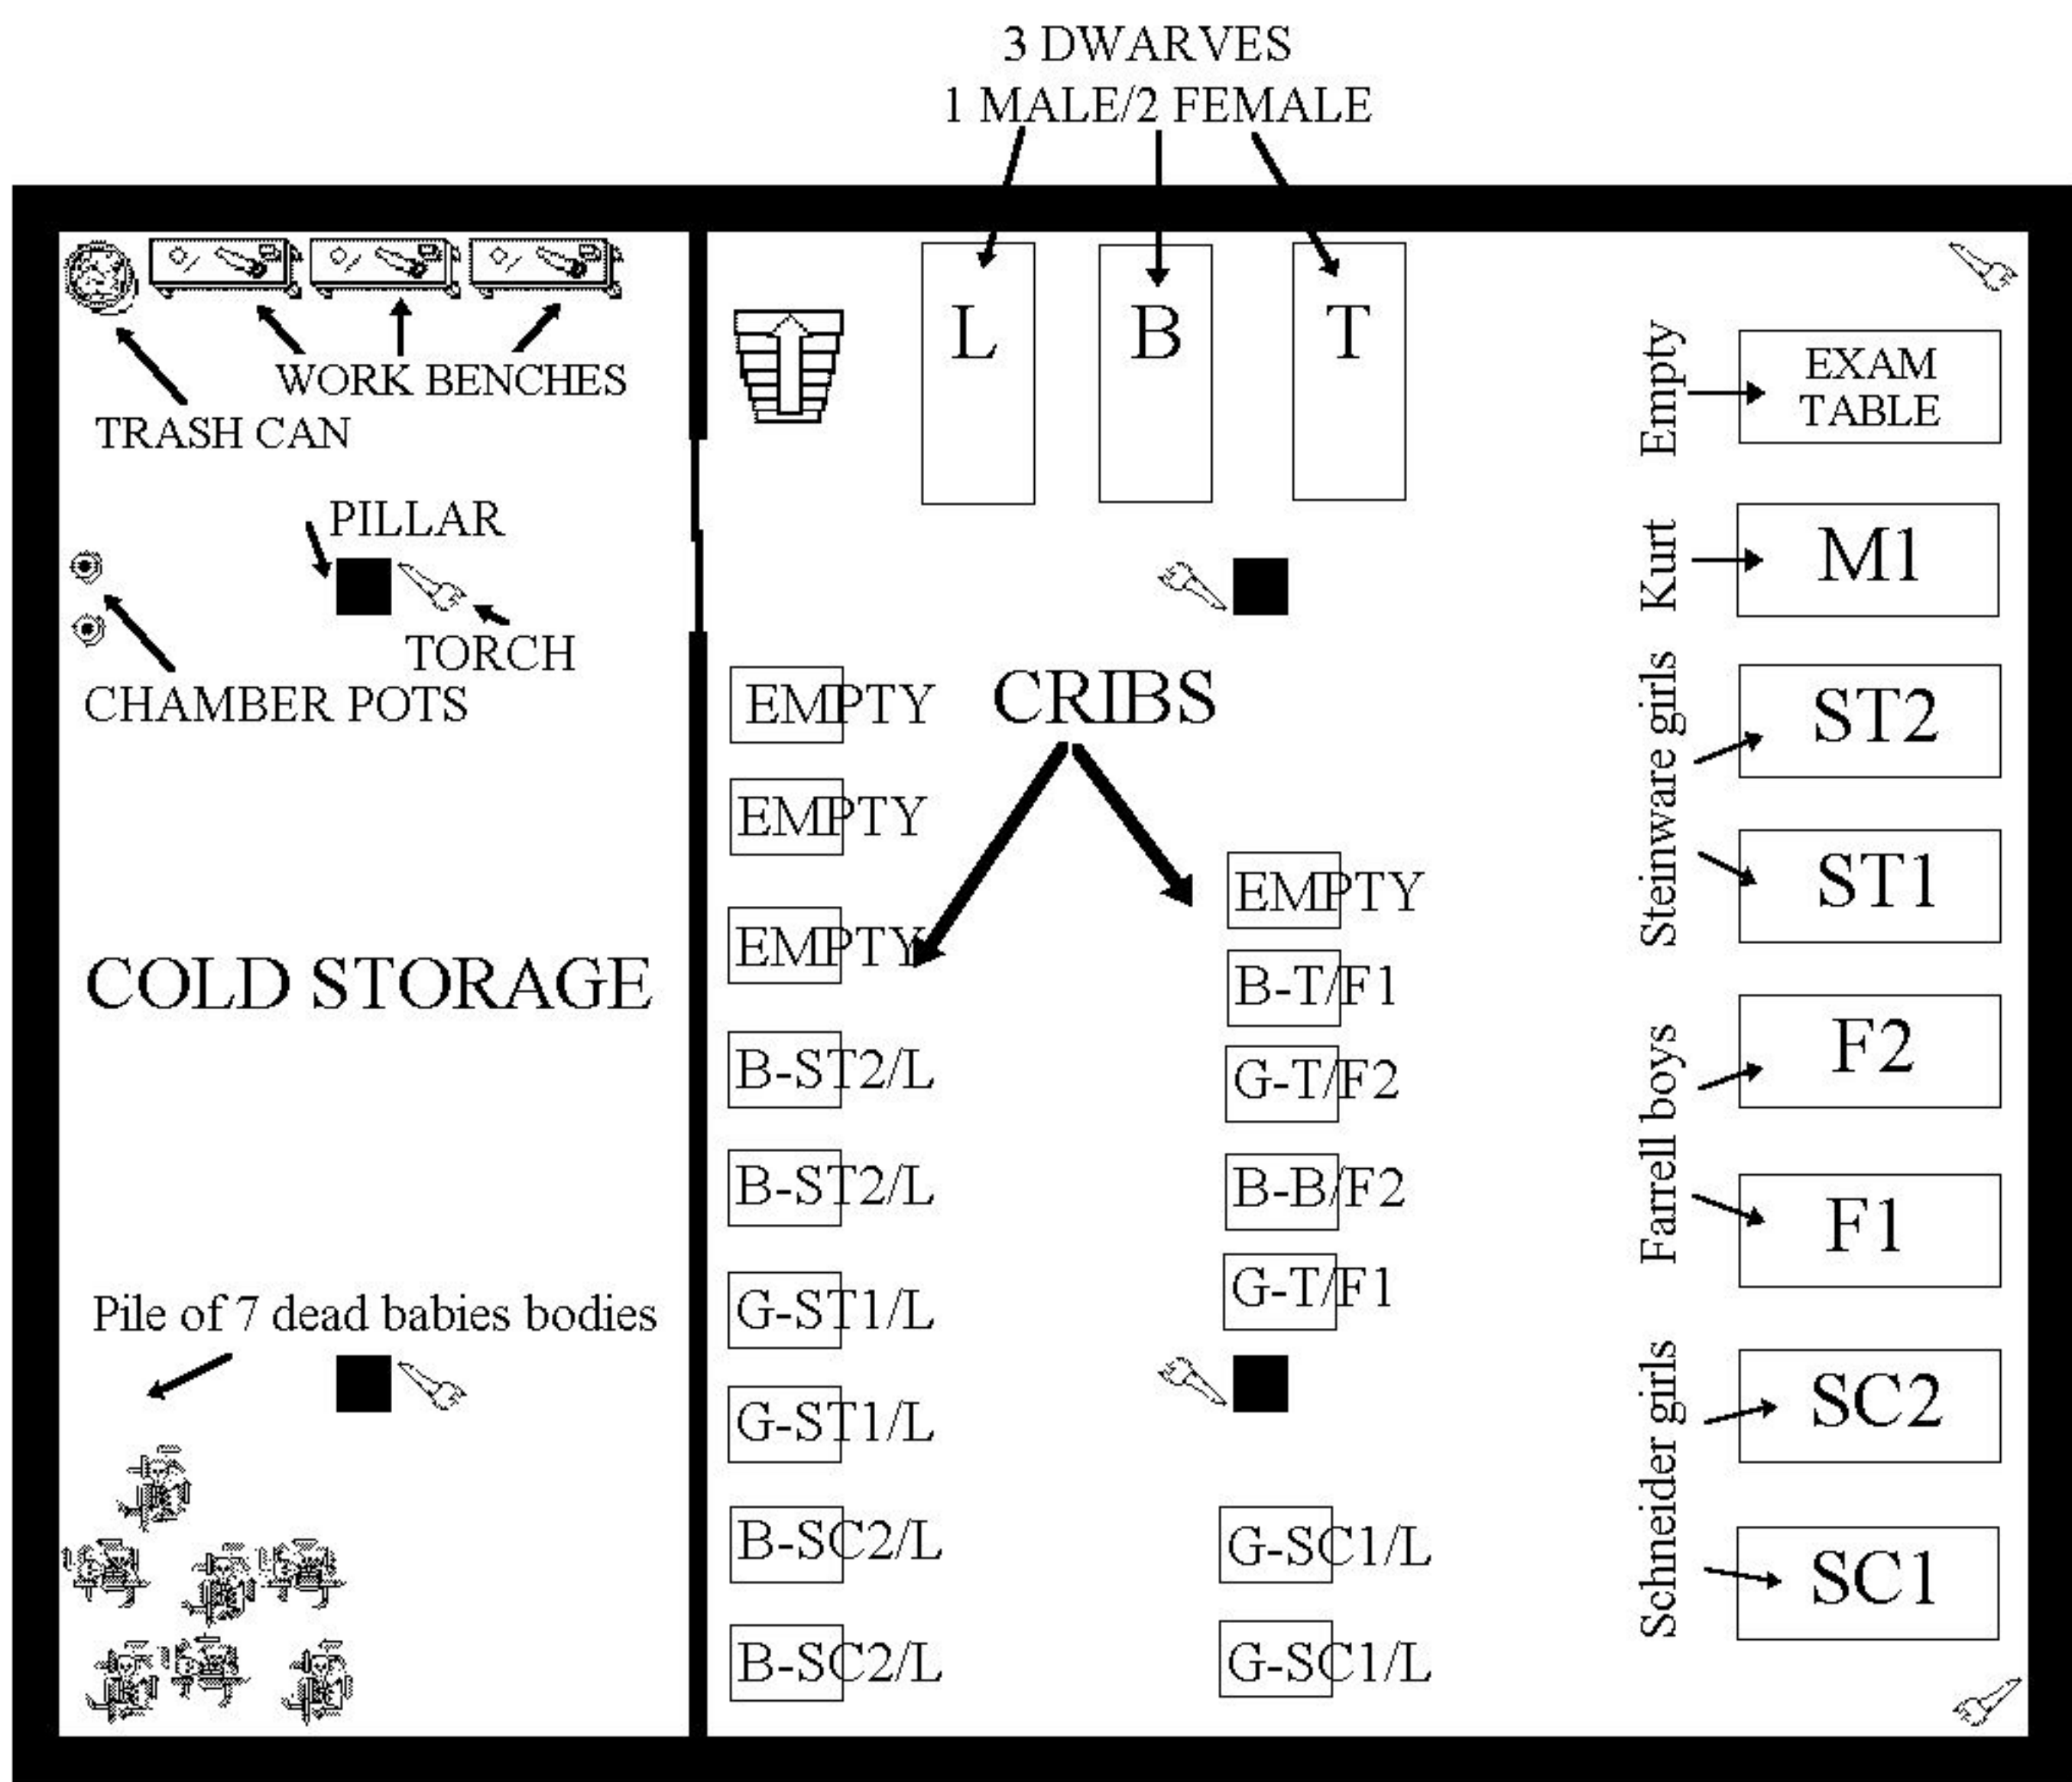 3 DWARVES
1 MALE/2 FEMALE
L
B
T
WORK BENCHES
TRASH CAN
PILLAR
TORCH
CHAMBER POTS
COLD STORAGE
Pile of 7 dead babies bodies
CRIBS
EMPTY
EMPTY
EMPTY
B-ST2/L
B-ST2/L
G-ST1/L
G-ST1/L
B-SC2/L
B-SC2/L
EMPTY
B-T/F1
G-T/F2
B-B/F2
G-T/F1
G-SC1/L
G-SC1/L
Empty
EXAM
TABLE
Kurt
M1
Steinware girls
ST2
ST1
Farrell boys
F2
F1
Schneider girls
SC2
SC1